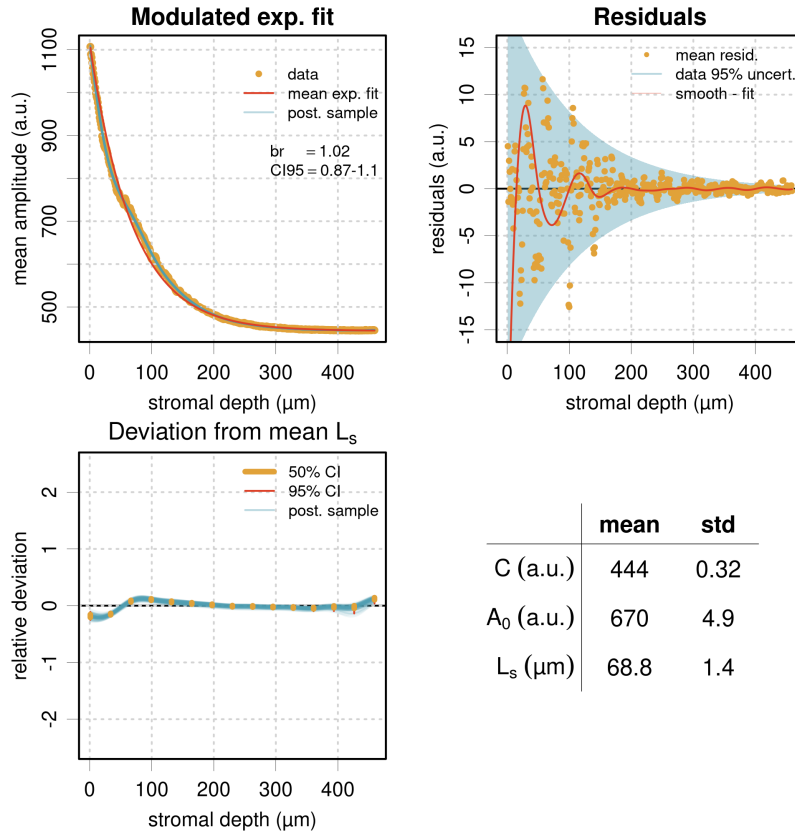 Modulated exp. fit
mean amplitude (a.u.)
1100
900
700
500
data
mean exp. fit
post. sample
br = 1.02
CI95 = 0.87-1.1
0 100 200 300 400
stromal depth (µm)
Residuals
residuals (a.u.)
15
10
5
0
-5
-10
-15
mean resid.
data 95% uncert.
smooth - fit
0 100 200 300 400
stromal depth (µm)
Deviation from mean Ls
relative deviation
2
1
0
-1
-2
50% CI
95% CI
post. sample
0 100 200 300 400
stromal depth (µm)
mean std
C (a.u.) 444 0.32
A0 (a.u.) 670 4.9
Ls (µm) 68.8 1.4